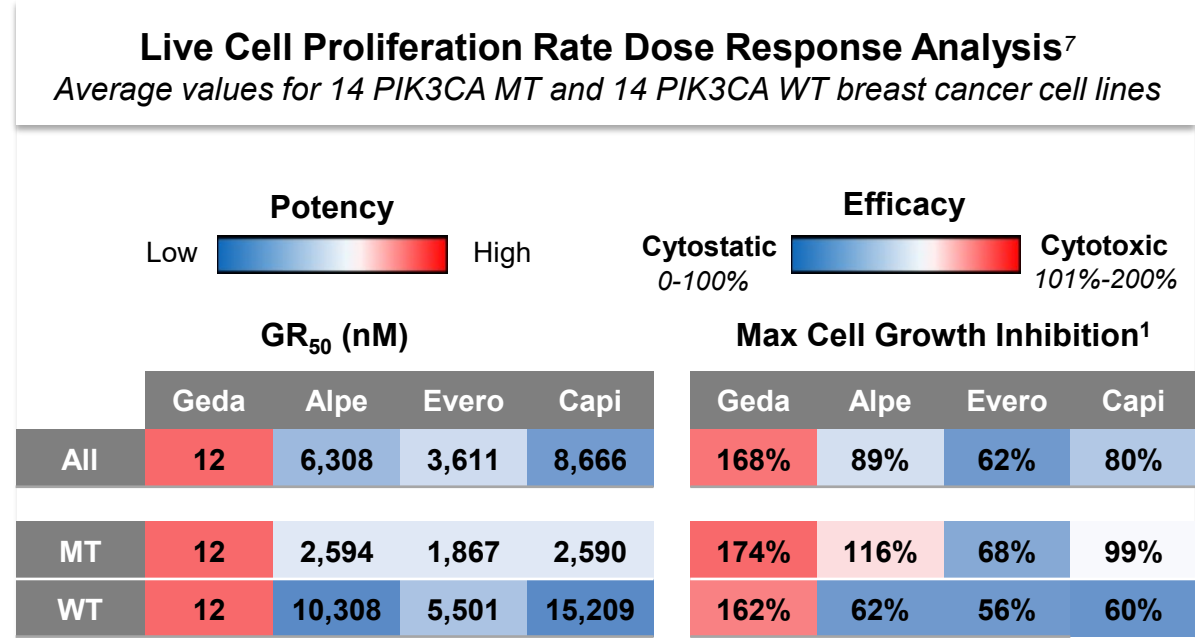 Live Cell Proliferation Rate Dose Response Analysis⁷
Average values for 14 PIK3CA MT and 14 PIK3CA WT breast cancer cell lines
Potency
Low High
Efficacy
Cytostatic
0-100%
Cytotoxic
101%-200%
GR₅₀ (nM)
Geda Alpe Evero Capi
All 12 6,308 3,611 8,666
MT 12 2,594 1,867 2,590
WT 12 10,308 5,501 15,209
Max Cell Growth Inhibition¹
Geda Alpe Evero Capi
168% 89% 62% 80%
174% 116% 68% 99%
162% 62% 56% 60%